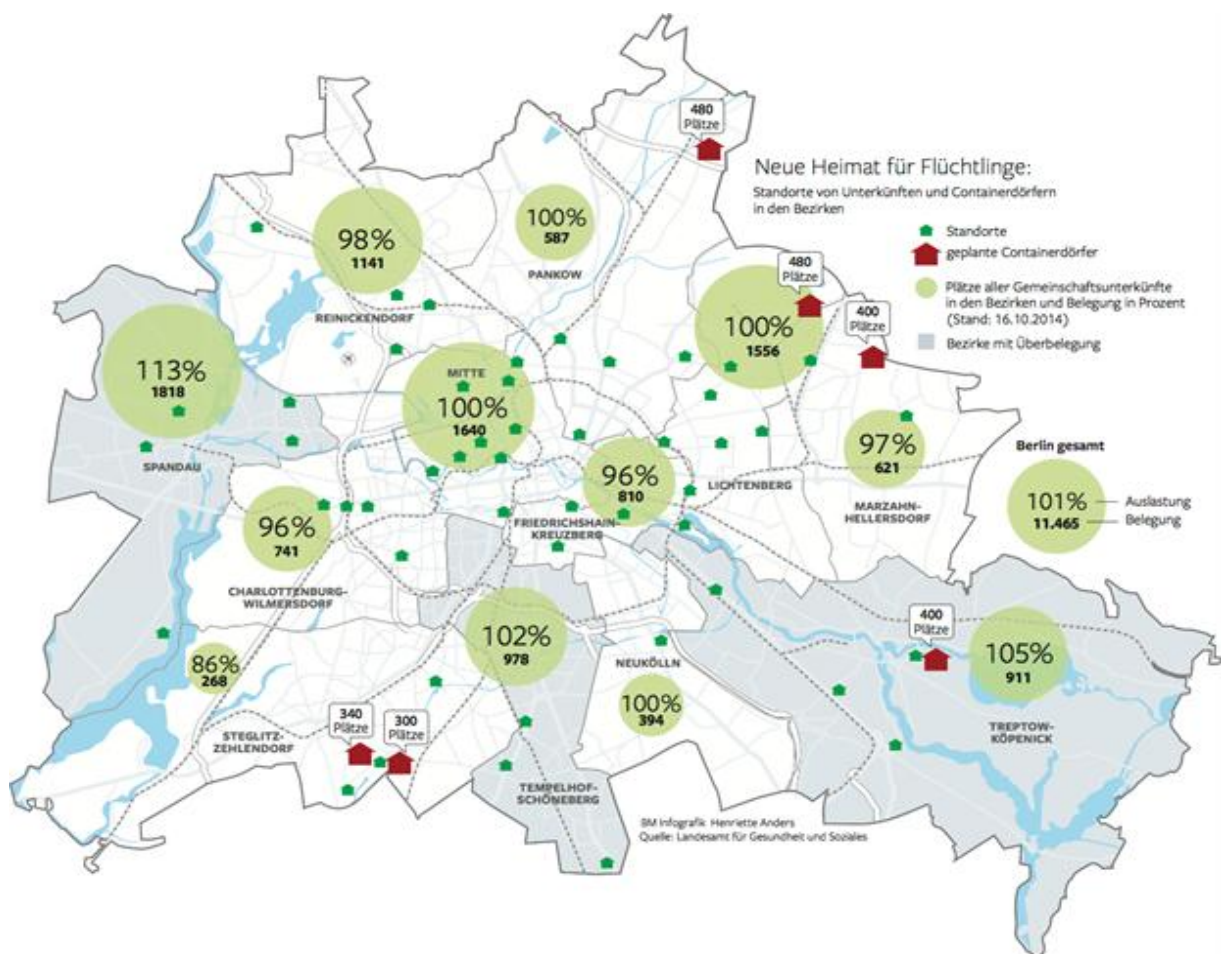 480
Plätze
Neue Heimat für Flüchtlinge:
Standorte von Unterkünften und Containerdörfern
in den Bezirken
Standorte
geplante Containerdörfer
Plätze aller Gemeinschaftsunterkünfte
in den Bezirken und Belegung in Prozent
(Stand: 16.10.2014)
Bezirke mit Überbelegung
100%
587
PANKOW
98%
1141
REINICKENDORF
480
Plätze
100%
1556
400
Plätze
113%
1818
SPANDAU
MITTE
100%
1640
97%
621
MARZAHN-
HELLERSDORF
LICHTENBERG
96%
810
FRIEDRICHSHAIN-
KREUZBERG
Berlin gesamt
101%
11.465
Auslastung
Belegung
96%
741
CHARLOTTENBURG-
WILMERSDORF
86%
268
STEGLITZ-
ZEHLENDORF
102%
978
TEMPELHOF-
SCHÖNEBERG
NEUKÖLLN
100%
394
400
Plätze
105%
911
TREPTOW-
KÖPENICK
340
Plätze
300
Plätze
BM Infografik Henriette Anders
Quelle: Landesamt für Gesundheit und Soziales